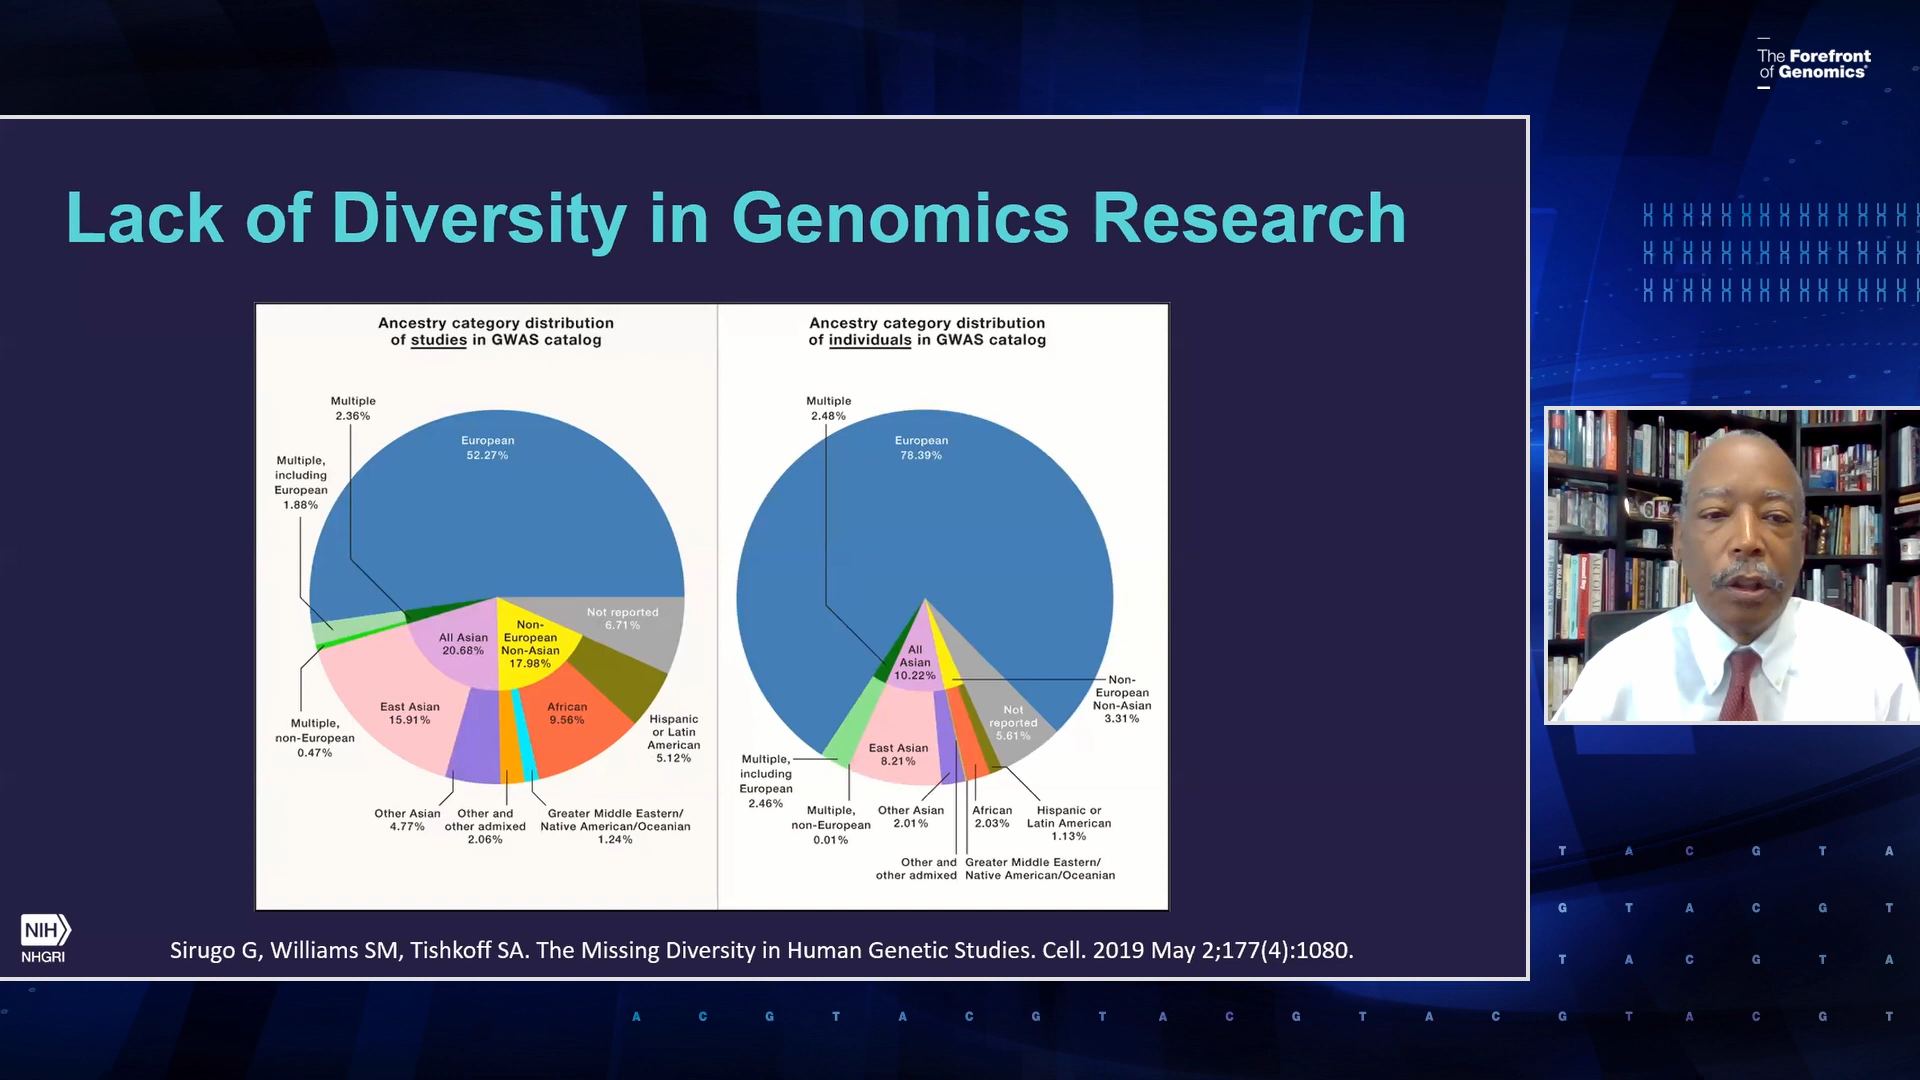 The Forefront
of Genomics®
Lack of Diversity in Genomics Research
Ancestry category distribution
of studies in GWAS catalog
Multiple
2.36%
European
52.27%
Multiple,
including
European
1.88%
Not reported
6.71%
All Asian
20.68%
Non-
European
Non-Asian
17.98%
East Asian
15.91%
African
9.56%
Hispanic
or Latin
American
5.12%
Multiple,
non-European
0.47%
Other Asian
4.77%
Other and
other admixed
2.06%
Greater Middle Eastern/
Native American/Oceanian
1.24%
Ancestry category distribution
of individuals in GWAS catalog
Multiple
2.48%
European
78.39%
All
Asian
10.22%
Non-
European
Non-Asian
3.31%
Not
reported
5.61%
East Asian
8.21%
Multiple,
including
European
2.46%
Multiple,
non-European
0.01%
Other Asian
2.01%
African
2.03%
Hispanic or
Latin American
1.13%
Other and
other admixed
Greater Middle Eastern/
Native American/Oceanian
NIH
NHGRI
Sirugo G, Williams SM, Tishkoff SA. The Missing Diversity in Human Genetic Studies. Cell. 2019 May 2;177(4):1080.
T A C G T A
G T A C G T
T A C G T A
A C G T A C G T A C G T A C G T A C G T